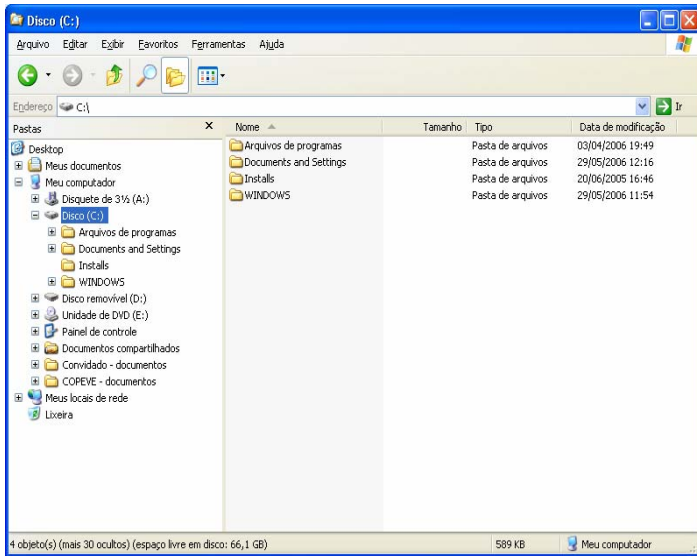 Disco (C:)
Arquivo Editar Exibir Favoritos Ferramentas Ajuda
Endereço C:\ Ir
Pastas X Nome Tamanho Tipo Data de modificação
Desktop
Meus documentos
Meu computador
Disquete de 3½ (A:)
Disco (C:)
Arquivos de programas
Documents and Settings
Installs
WINDOWS
Disco removível (D:)
Unidade de DVD (E:)
Painel de controle
Documentos compartilhados
Convidado - documentos
COPEVE - documentos
Meus locais de rede
Lixeira
Arquivos de programas Pasta de arquivos 03/04/2006 19:49
Documents and Settings Pasta de arquivos 29/05/2006 12:16
Installs Pasta de arquivos 20/06/2005 16:46
WINDOWS Pasta de arquivos 29/05/2006 11:54
4 objeto(s) (mais 30 ocultos) (espaço livre em disco: 66,1 GB) 589 KB Meu computador